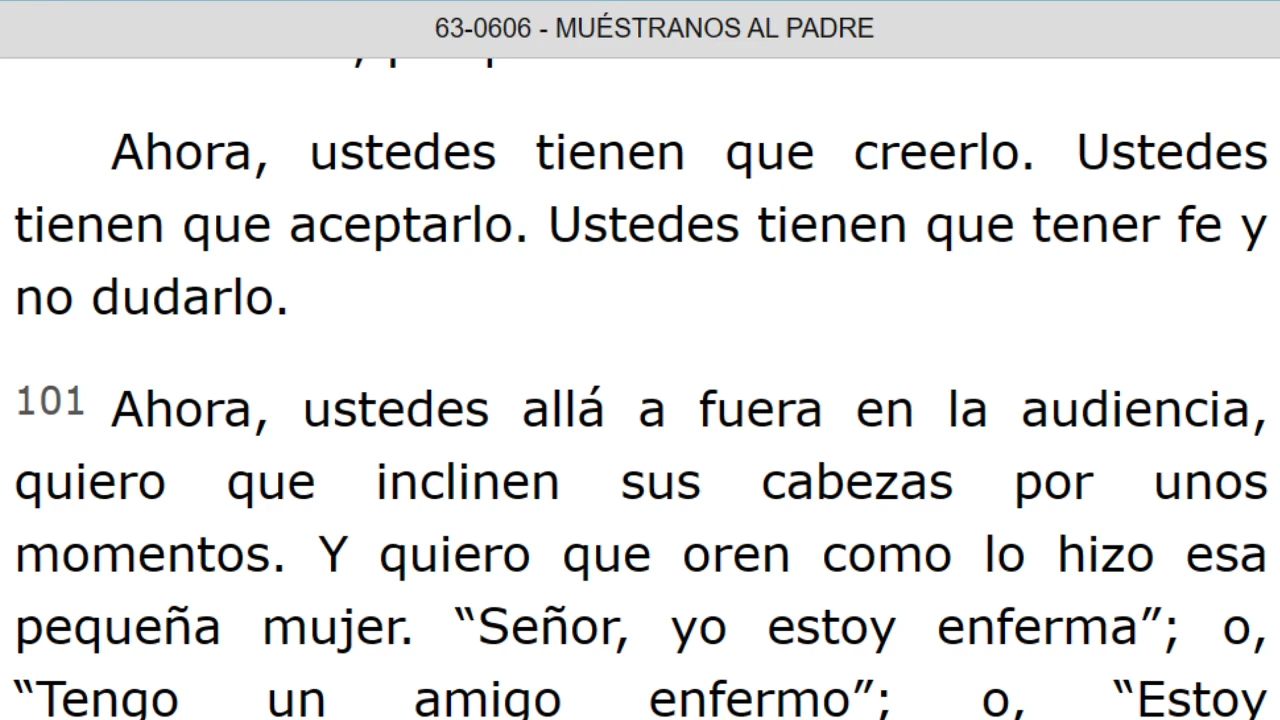 63-0606 - MUÉSTRANOS AL PADRE
Ahora, ustedes tienen que creerlo. Ustedes
tienen que aceptarlo. Ustedes tienen que tener fe y
no dudarlo.
101 Ahora, ustedes allá a fuera en la audiencia,
quiero que inclinen sus cabezas por unos
momentos. Y quiero que oren como lo hizo esa
pequeña mujer. “Señor, yo estoy enferma”; o,
“Tengo un amigo enfermo”; o, “Estoy